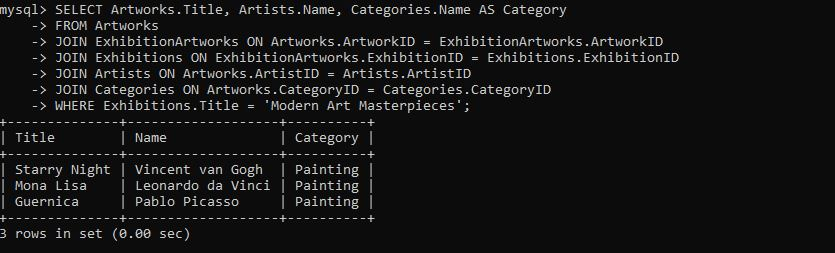 mysql> SELECT Artworks.Title, Artists.Name, Categories.Name AS Category
    -> FROM Artworks
    -> JOIN ExhibitionArtworks ON Artworks.ArtworkID = ExhibitionArtworks.ArtworkID
    -> JOIN Exhibitions ON ExhibitionArtworks.ExhibitionID = Exhibitions.ExhibitionID
    -> JOIN Artists ON Artworks.ArtistID = Artists.ArtistID
    -> JOIN Categories ON Artworks.CategoryID = Categories.CategoryID
    -> WHERE Exhibitions.Title = 'Modern Art Masterpieces';
+--------------+-------------------+----------+
| Title        | Name              | Category |
+--------------+-------------------+----------+
| Starry Night | Vincent van Gogh  | Painting |
| Mona Lisa    | Leonardo da Vinci | Painting |
| Guernica     | Pablo Picasso     | Painting |
+--------------+-------------------+----------+
3 rows in set (0.00 sec)